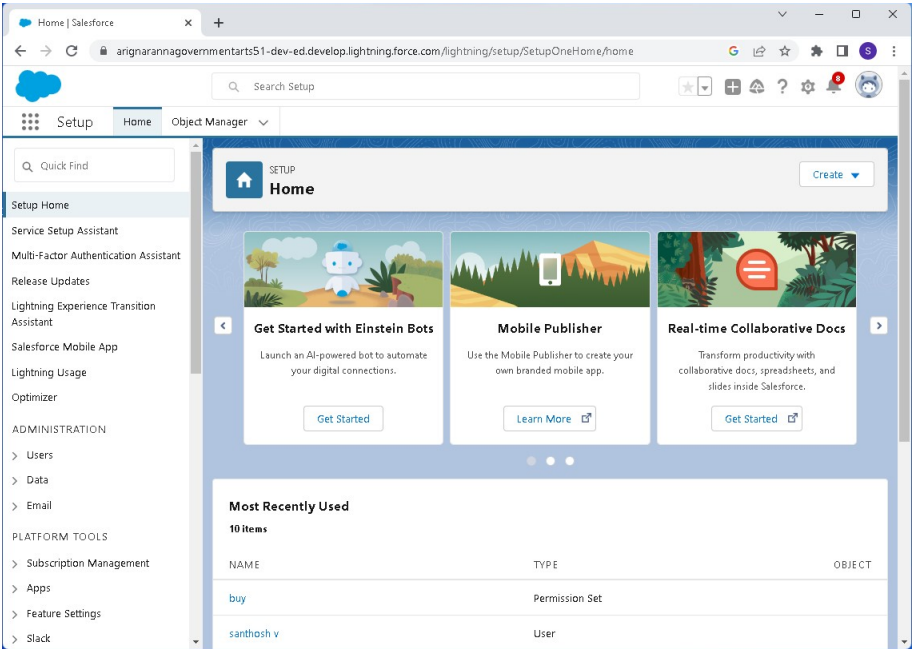 Home | Salesforce
arignarannagovernmentarts51-dev-ed.develop.lightning.force.com/lightning/setup/SetupOneHome/home
G
S
Search Setup
8
Setup
Home
Object Manager
Quick Find
Setup Home
Service Setup Assistant
Multi-Factor Authentication Assistant
Release Updates
Lightning Experience Transition
Assistant
Salesforce Mobile App
Lightning Usage
Optimizer
ADMINISTRATION
Users
Data
Email
PLATFORM TOOLS
Subscription Management
Apps
Feature Settings
Slack
SETUP
Home
Create
Get Started with Einstein Bots
Launch an AI-powered bot to automate
your digital connections.
Get Started
Mobile Publisher
Use the Mobile Publisher to create your
own branded mobile app.
Learn More
Real-time Collaborative Docs
Transform productivity with
collaborative docs, spreadsheets, and
slides inside Salesforce.
Get Started
Most Recently Used
10 items
NAME TYPE OBJECT
buy Permission Set
santhosh v User